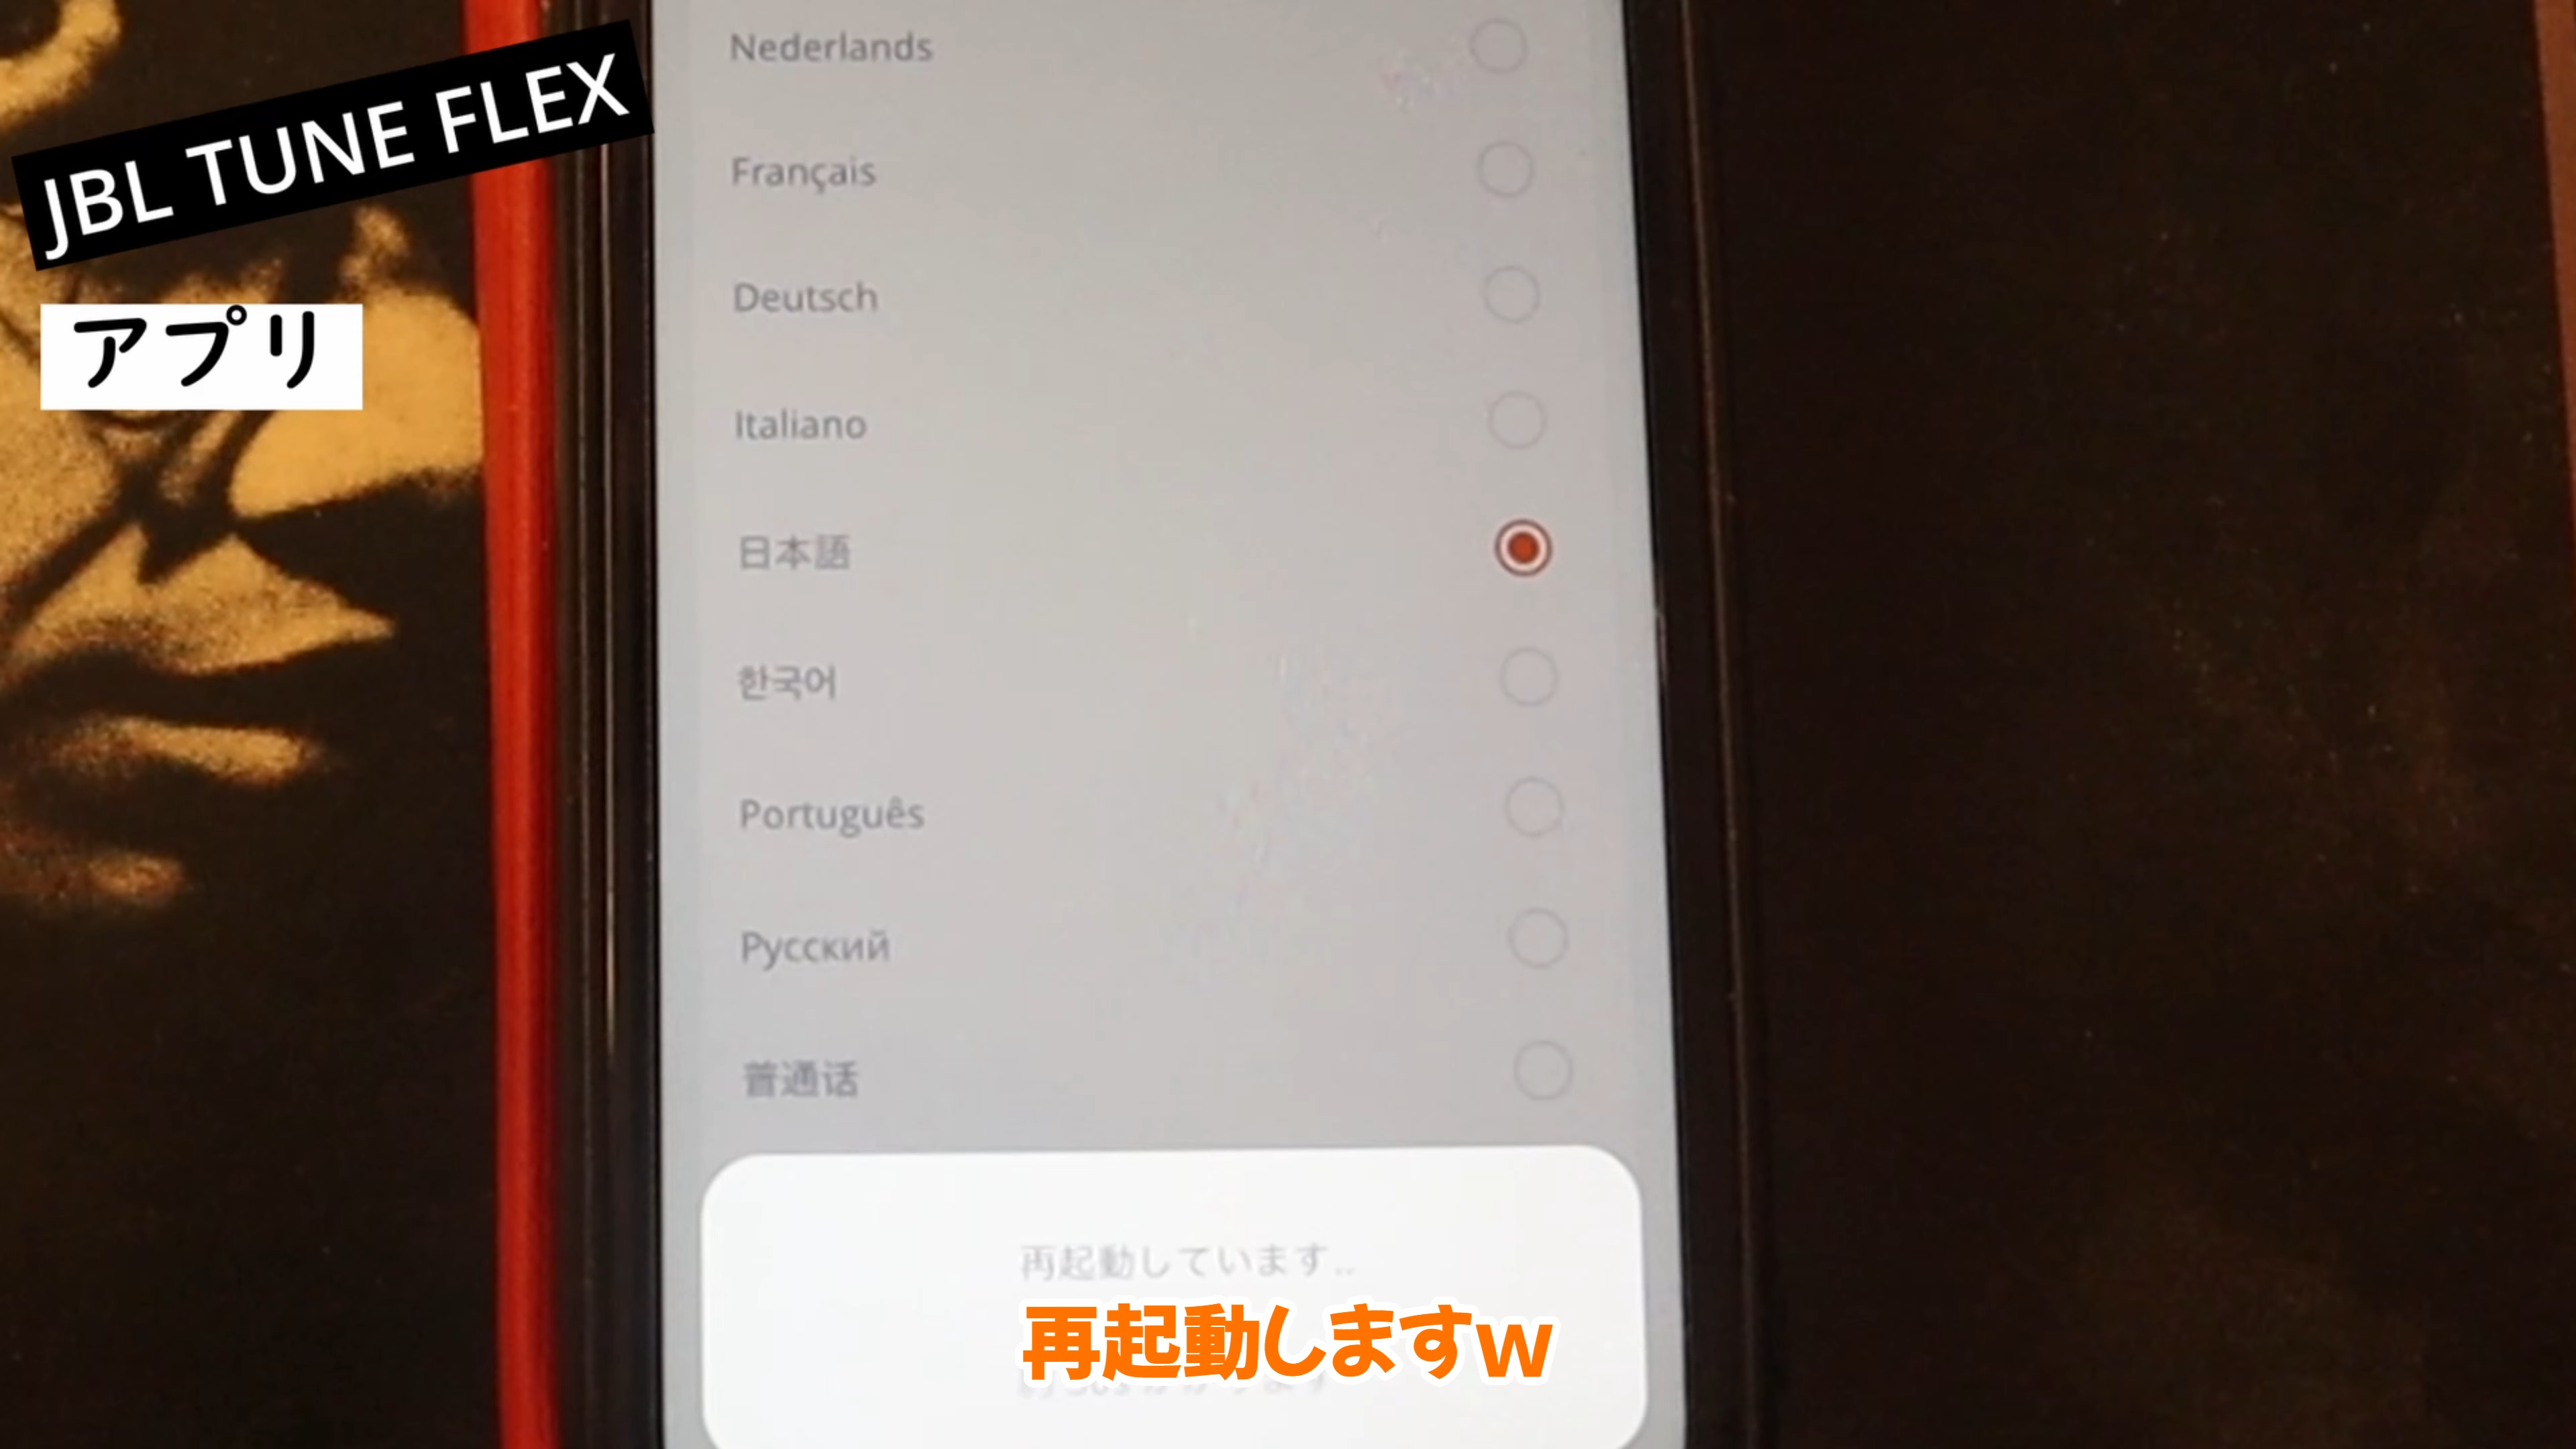 JBL TUNE FLEX
アプリ
Nederlands
Français
Deutsch
Italiano
日本語
한국어
Português
Русский
普通话
再起動しています..
再起動しますw